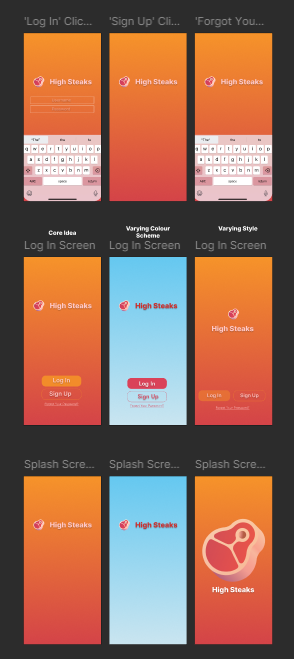 'Log In' Clic...
'Sign Up' Cli...
'Forgot You...
High Steaks
High Steaks
High Steaks
"The" the to
q w e r t y u i o p
a s d f g h j k l
z x c v b n m
space
"The" the to
q w e r t y u i o p
a s d f g h j k l
z x c v b n m
space
Core Idea
Varying Colour
Scheme
Varying Style
Log In Screen
Log In Screen
Log In Screen
High Steaks
High Steaks
High Steaks
Log In
Sign Up
Forgot Your Password?
Log In
Sign Up
Forgot Your Password?
Log In
Sign Up
Forgot Your Password?
Splash Scre...
Splash Scre...
Splash Scre...
High Steaks
High Steaks
High Steaks